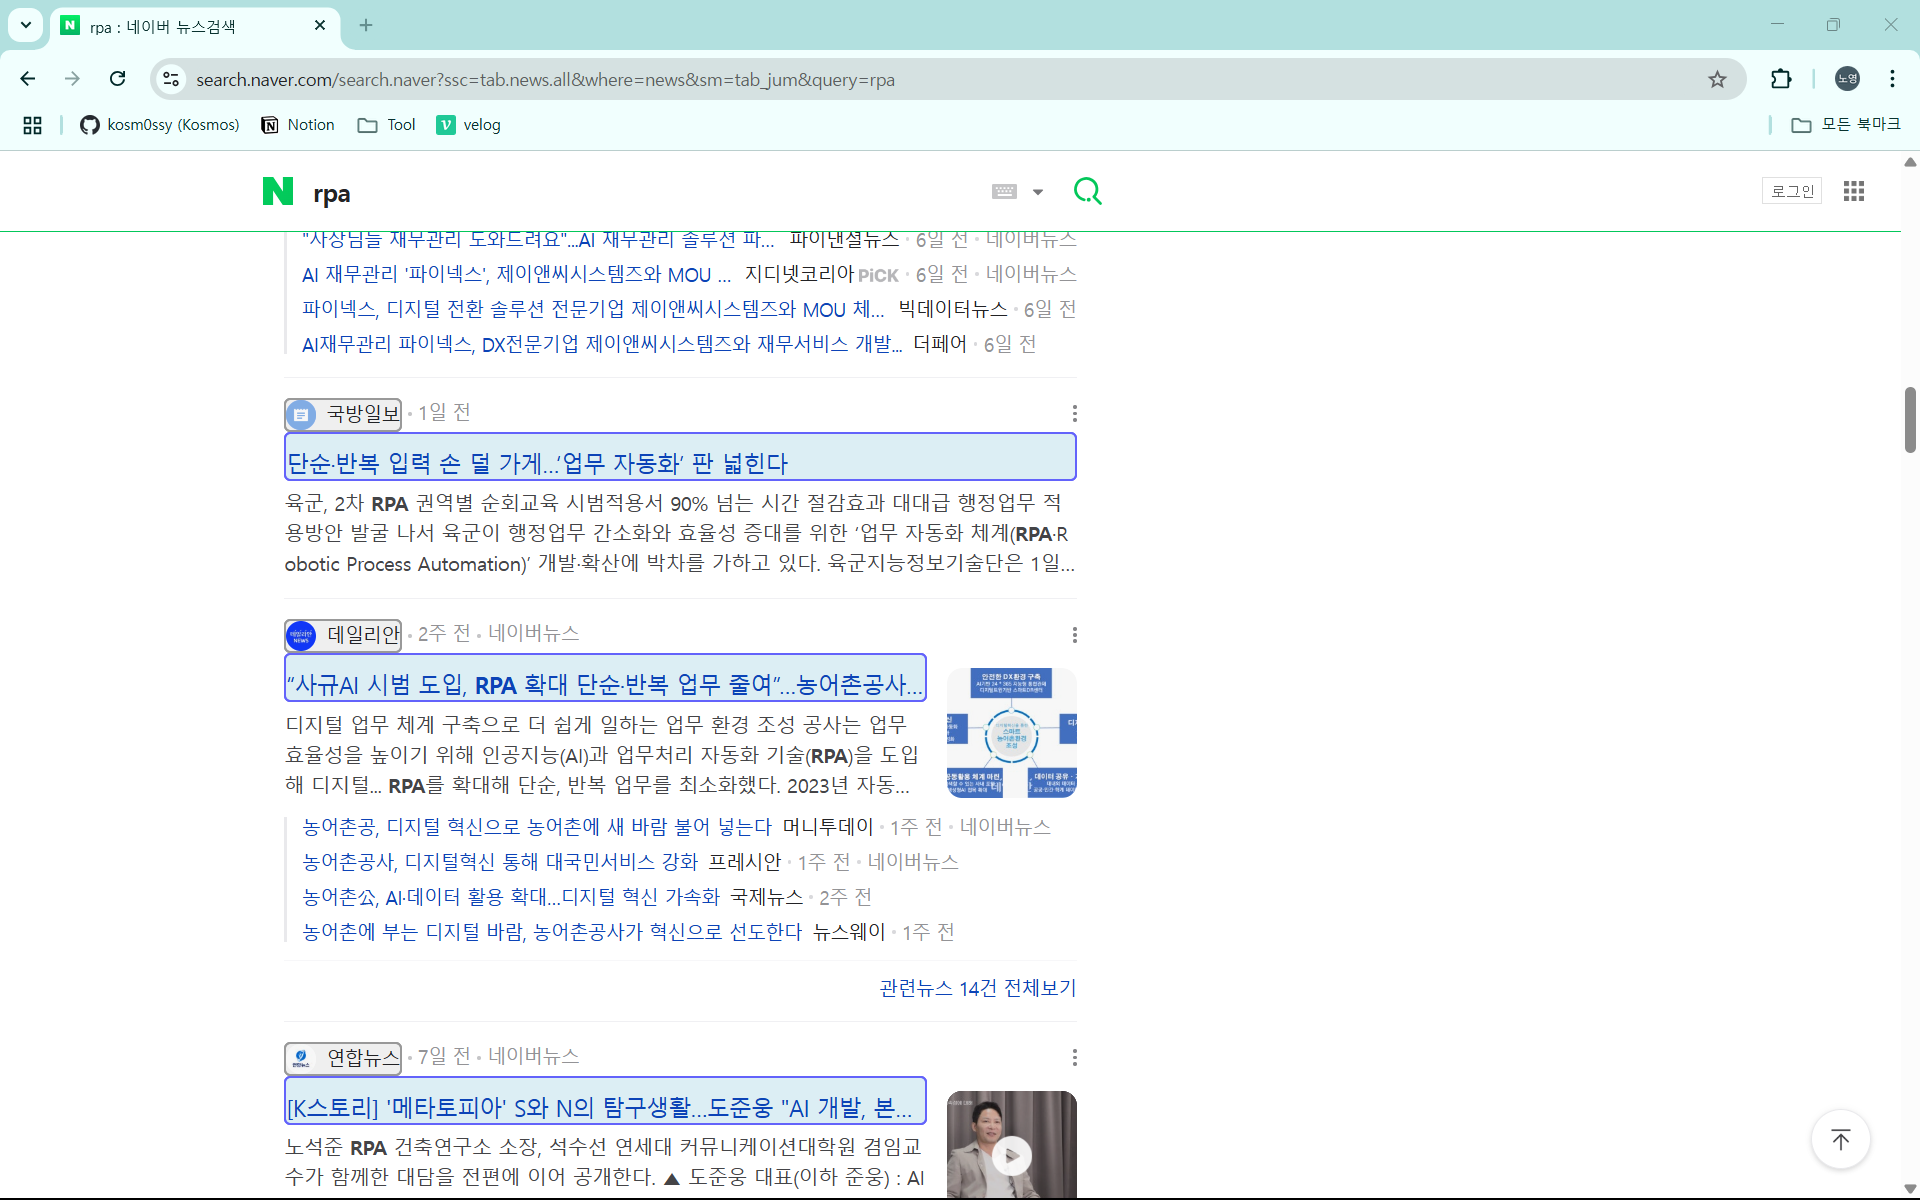 rpa : 네이버 뉴스검색
search.naver.com/search.naver?ssc=tab.news.all&where=news&sm=tab_jum&query=rpa
노영
kosm0ssy (Kosmos) Notion Tool velog 모든 북마크
rpa 로그인
"사장님들 재무관리 도와드려요"...AI 재무관리 솔루션 파... 파이낸셜뉴스 · 6일 전 · 네이버뉴스
AI 재무관리 '파이넥스', 제이앤씨시스템즈와 MOU ... 지디넷코리아 PiCK · 6일 전 · 네이버뉴스
파이넥스, 디지털 전환 솔루션 전문기업 제이앤씨시스템즈와 MOU 체... 빅데이터뉴스 · 6일 전
AI재무관리 파이넥스, DX전문기업 제이앤씨시스템즈와 재무서비스 개발... 더페어 · 6일 전
국방일보 · 1일 전
단순·반복 입력 손 덜 가게…‘업무 자동화’ 판 넓힌다
육군, 2차 RPA 권역별 순회교육 시범적용서 90% 넘는 시간 절감효과 대대급 행정업무 적
용방안 발굴 나서 육군이 행정업무 간소화와 효율성 증대를 위한 ‘업무 자동화 체계(RPA·R
obotic Process Automation)’ 개발·확산에 박차를 가하고 있다. 육군지능정보기술단은 1일...
데일리안 · 2주 전 · 네이버뉴스
“사규AI 시범 도입, RPA 확대 단순·반복 업무 줄여”…농어촌공사...
디지털 업무 체계 구축으로 더 쉽게 일하는 업무 환경 조성 공사는 업무
효율성을 높이기 위해 인공지능(AI)과 업무처리 자동화 기술(RPA)을 도입
해 디지털... RPA를 확대해 단순, 반복 업무를 최소화했다. 2023년 자동...
안전한 DX환경 구축
스마트
농어촌환경
조성
농어촌공, 디지털 혁신으로 농어촌에 새 바람 불어 넣는다 머니투데이 · 1주 전 · 네이버뉴스
농어촌공사, 디지털혁신 통해 대국민서비스 강화 프레시안 · 1주 전 · 네이버뉴스
농어촌公, AI·데이터 활용 확대…디지털 혁신 가속화 국제뉴스 · 2주 전
농어촌에 부는 디지털 바람, 농어촌공사가 혁신으로 선도한다 뉴스웨이 · 1주 전
관련뉴스 14건 전체보기
연합뉴스 · 7일 전 · 네이버뉴스
[K스토리] '메타토피아' S와 N의 탐구생활…도준웅 "AI 개발, 본...
노석준 RPA 건축연구소 소장, 석수선 연세대 커뮤니케이션대학원 겸임교
수가 함께한 대담을 전편에 이어 공개한다. ▲ 도준웅 대표(이하 준웅) : AI